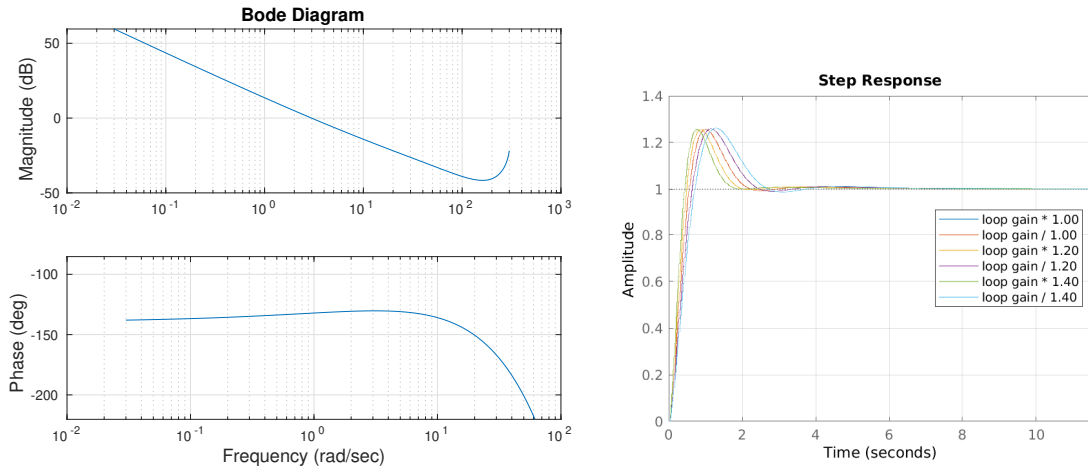 Bode Diagram
Magnitude (dB)
50
0
-50
10^-2
10^-1
10^0
10^1
10^2
10^3
Phase (deg)
-100
-150
-200
10^-2
10^-1
10^0
10^1
10^2
Frequency (rad/sec)
Step Response
Amplitude
1.4
1.2
1
0.8
0.6
0.4
0.2
0
0
2
4
6
8
10
Time (seconds)
loop gain * 1.00
loop gain / 1.00
loop gain * 1.20
loop gain / 1.20
loop gain * 1.40
loop gain / 1.40